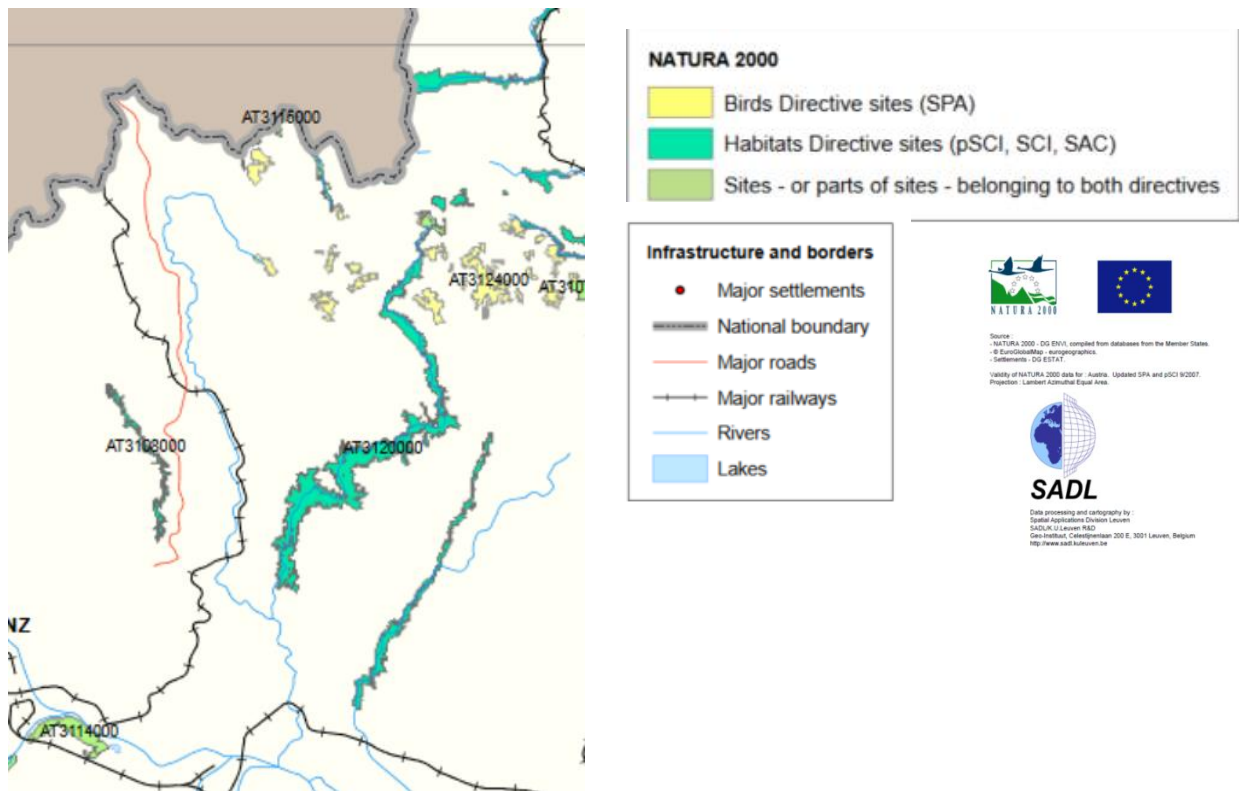 AT3115000
AT3124000
AT310
AT3108000
AT3120000
NZ
AT3114000
NATURA 2000
Birds Directive sites (SPA)
Habitats Directive sites (pSCI, SCI, SAC)
Sites - or parts of sites - belonging to both directives
Infrastructure and borders
Major settlements
National boundary
Major roads
Major railways
Rivers
Lakes
NATURA 2000
Source :
- NATURA 2000 - DG ENVI, compiled from databases from the Member States.
- © EuroGlobalMap - eurogeographics.
- Settlements - DG ESTAT.
Validity of NATURA 2000 data for : Austria. Updated SPA and pSCI 9/2007.
Projection : Lambert Azimuthal Equal Area.
SADL
Data processing and cartography by :
Spatial Applications Division Leuven
SADL/K.U.Leuven R&D
Geo-Instituut, Celestijnenlaan 200 E, 3001 Leuven, Belgium
http://www.sadl.kuleuven.be